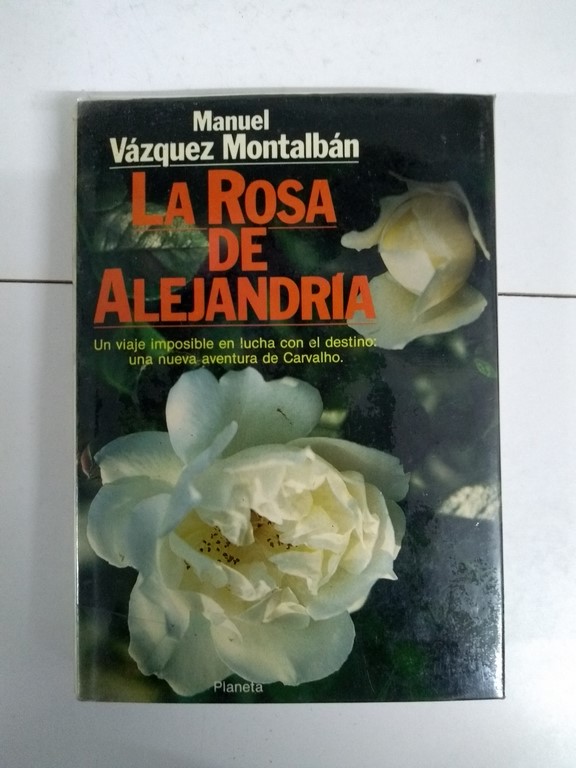 Manuel
Vázquez Montalbán
LA ROSA
DE
ALEJANDRÍA
Un viaje imposible en lucha con el destino:
una nueva aventura de Carvalho.
Planeta